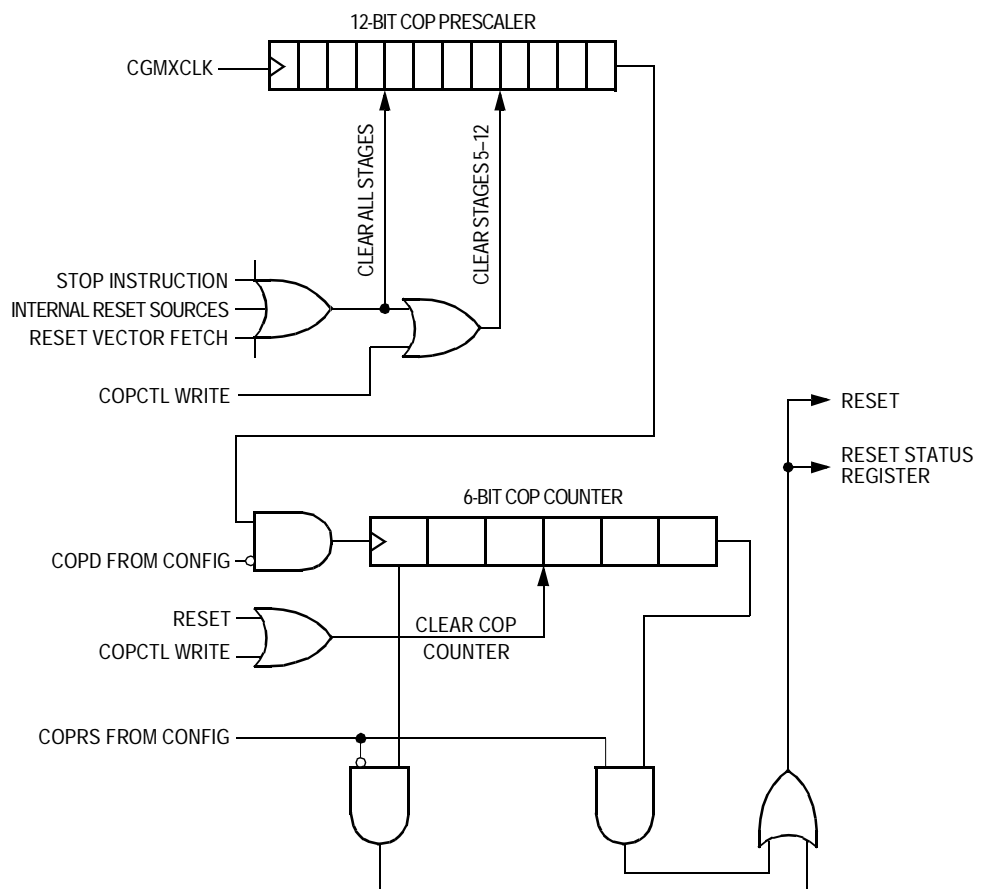 12-BIT COP PRESCALER
CGMXCLK
CLEAR ALL STAGES
CLEAR STAGES 5–12
STOP INSTRUCTION
INTERNAL RESET SOURCES
RESET VECTOR FETCH
COPCTL WRITE
RESET
RESET STATUS
REGISTER
6-BIT COP COUNTER
COPD FROM CONFIG
RESET
COPCTL WRITE
CLEAR COP
COUNTER
COPRS FROM CONFIG